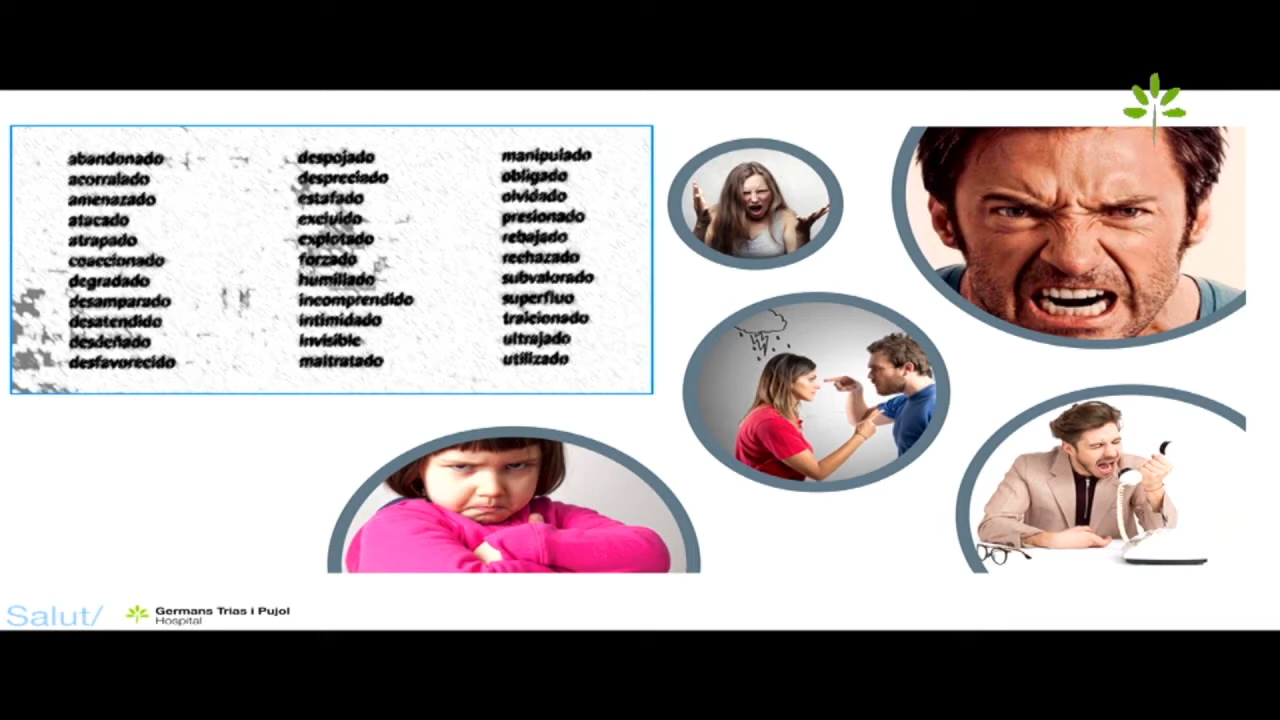 abandonado
acorralado
amenazado
atacado
atrapado
coaccionado
degradado
desamparado
desatendido
desdeñado
desfavorecido
despojado
despreciado
estafado
excluido
explotado
forzado
humillado
incomprendido
intimidado
invisible
maltratado
manipulado
obligado
olvidado
presionado
rebajado
rechazado
subvalorado
superfluo
traicionado
ultrajado
utilizado
Salut/
Germans Trias i Pujol
Hospital